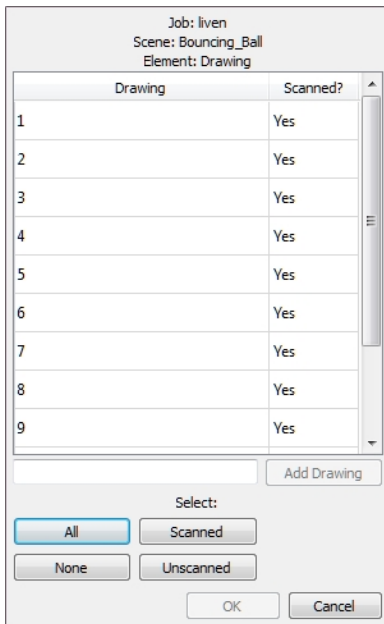 Job: liven
Scene: Bouncing_Ball
Element: Drawing
Drawing Scanned?
1 Yes
2 Yes
3 Yes
4 Yes
5 Yes
6 Yes
7 Yes
8 Yes
9 Yes
Add Drawing
Select:
All Scanned
None Unscanned
OK Cancel